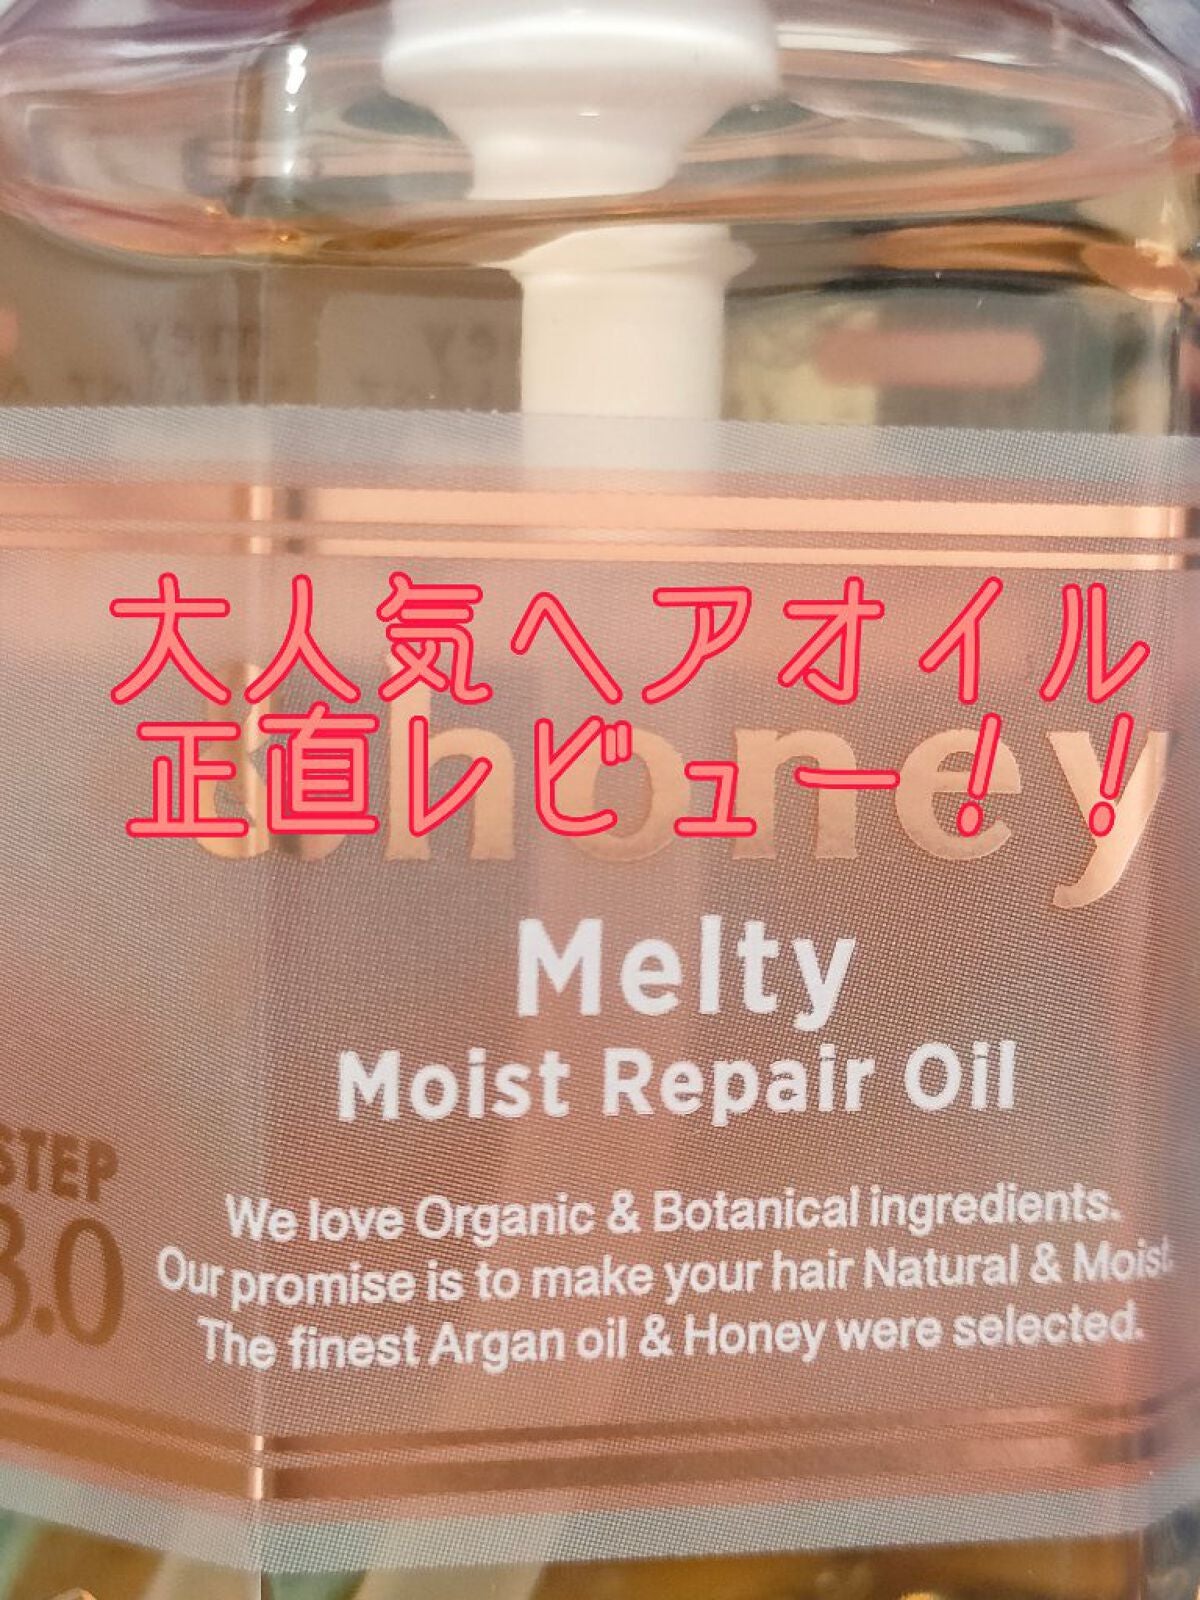 大人気ヘアオイル
正直レビュー！！
&honey
Melty
Moist Repair Oil
STEP
3.0
We love Organic & Botanical ingredients.
Our promise is to make your hair Natural & Moist.
The finest Argan oil & Honey were selected.